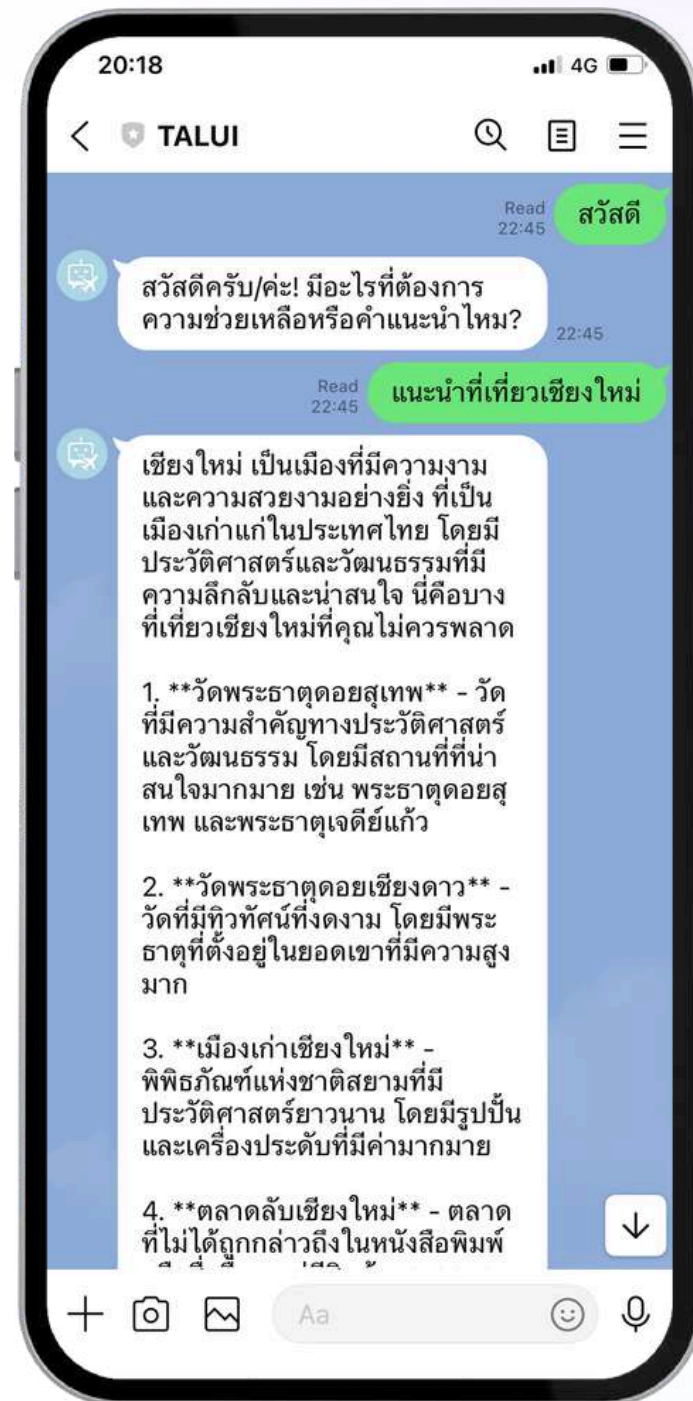 20:18
4G
TALUI
Read
22:45
สวัสดี
สวัสดีครับ/ค่ะ! มีอะไรที่ต้องการ
ความช่วยเหลือหรือคำแนะนำไหม?
22:45
Read
22:45
แนะนำที่เที่ยวเชียงใหม่
เชียงใหม่ เป็นเมืองที่มีความงาม
และความสวยงามอย่างยิ่ง ที่เป็น
เมืองเก่าแก่ในประเทศไทย โดยมี
ประวัติศาสตร์และวัฒนธรรมที่มี
ความลึกลับและน่าสนใจ นี่คือบาง
ที่เที่ยวเชียงใหม่ที่คุณไม่ควรพลาด
1. **วัดพระธาตุดอยสุเทพ** - วัด
ที่มีความสำคัญทางประวัติศาสตร์
และวัฒนธรรม โดยมีสถานที่ที่น่า
สนใจมากมาย เช่น พระธาตุดอยสุ
เทพ และพระธาตุเจดีย์แก้ว
2. **วัดพระธาตุดอยเชียงดาว** -
วัดที่มีทิวทัศน์ที่งดงาม โดยมีพระ
ธาตุที่ตั้งอยู่ในยอดเขาที่มีความสูง
มาก
3. **เมืองเก่าเชียงใหม่** -
พิพิธภัณฑ์แห่งชาติสยามที่มี
ประวัติศาสตร์ยาวนาน โดยมีรูปปั้น
และเครื่องประดับที่มีค่ามากมาย
4. **ตลาดลับเชียงใหม่** - ตลาด
ที่ไม่ได้ถูกกล่าวถึงในหนังสือพิมพ์
Aa